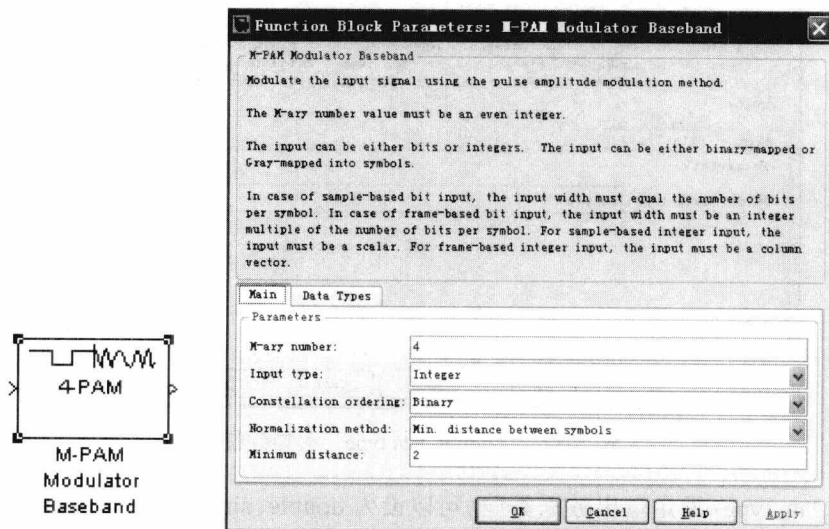 Function Block Parameters: M-PAM Modulator Baseband
M-PAM Modulator Baseband
Modulate the input signal using the pulse amplitude modulation method.
The M-ary number value must be an even integer.
The input can be either bits or integers. The input can be either binary-mapped or
Gray-mapped into symbols.
In case of sample-based bit input, the input width must equal the number of bits
per symbol. In case of frame-based bit input, the input width must be an integer
multiple of the number of bits per symbol. For sample-based integer input, the
input must be a scalar. For frame-based integer input, the input must be a column
vector.
Main Data Types
Parameters
M-ary number: 4
Input type: Integer
Constellation ordering: Binary
Normalization method: Min. distance between symbols
Minimum distance: 2
OK Cancel Help Apply
4-PAM
M-PAM
Modulator
Baseband